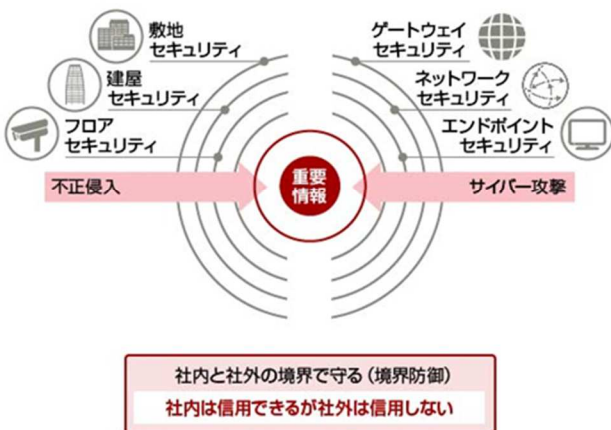 敷地
セキュリティ
建屋
セキュリティ
フロア
セキュリティ
ゲートウェイ
セキュリティ
ネットワーク
セキュリティ
エンドポイント
セキュリティ
不正侵入
重要
情報
サイバー攻撃
社内と社外の境界で守る（境界防御）
社内は信用できるが社外は信用しない